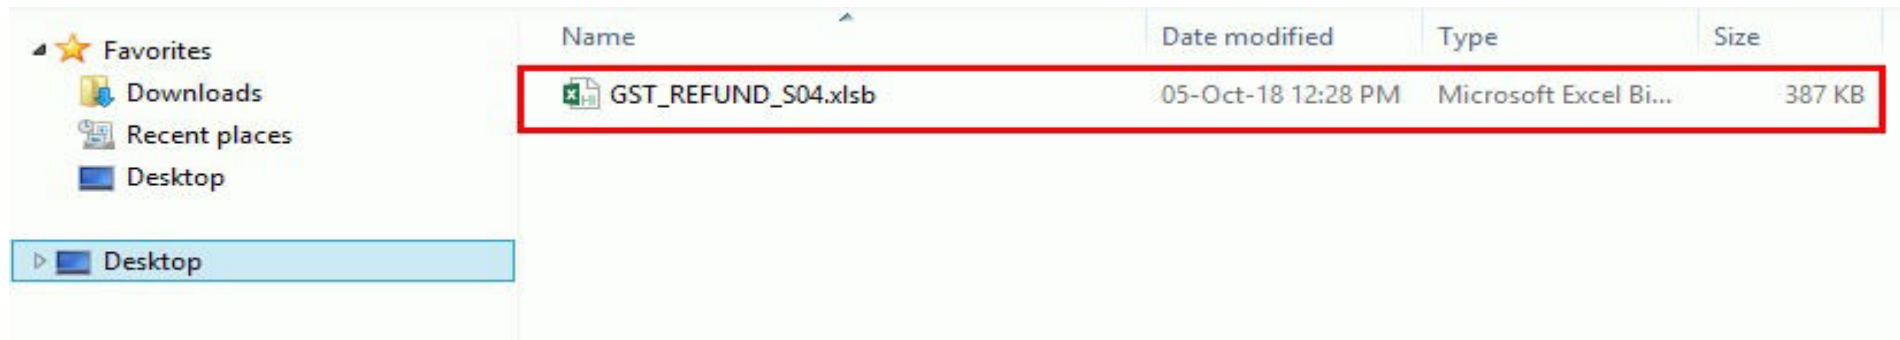 Favorites
Downloads
Recent places
Desktop
Desktop
Name Date modified Type Size
GST_REFUND_S04.xlsb 05-Oct-18 12:28 PM Microsoft Excel Bi... 387 KB